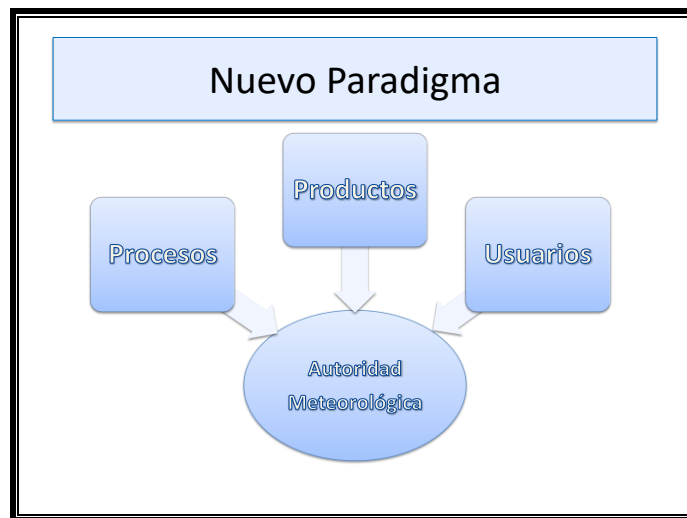 Nuevo Paradigma
Productos
Procesos
Usuarios
Autoridad
Meteorológica